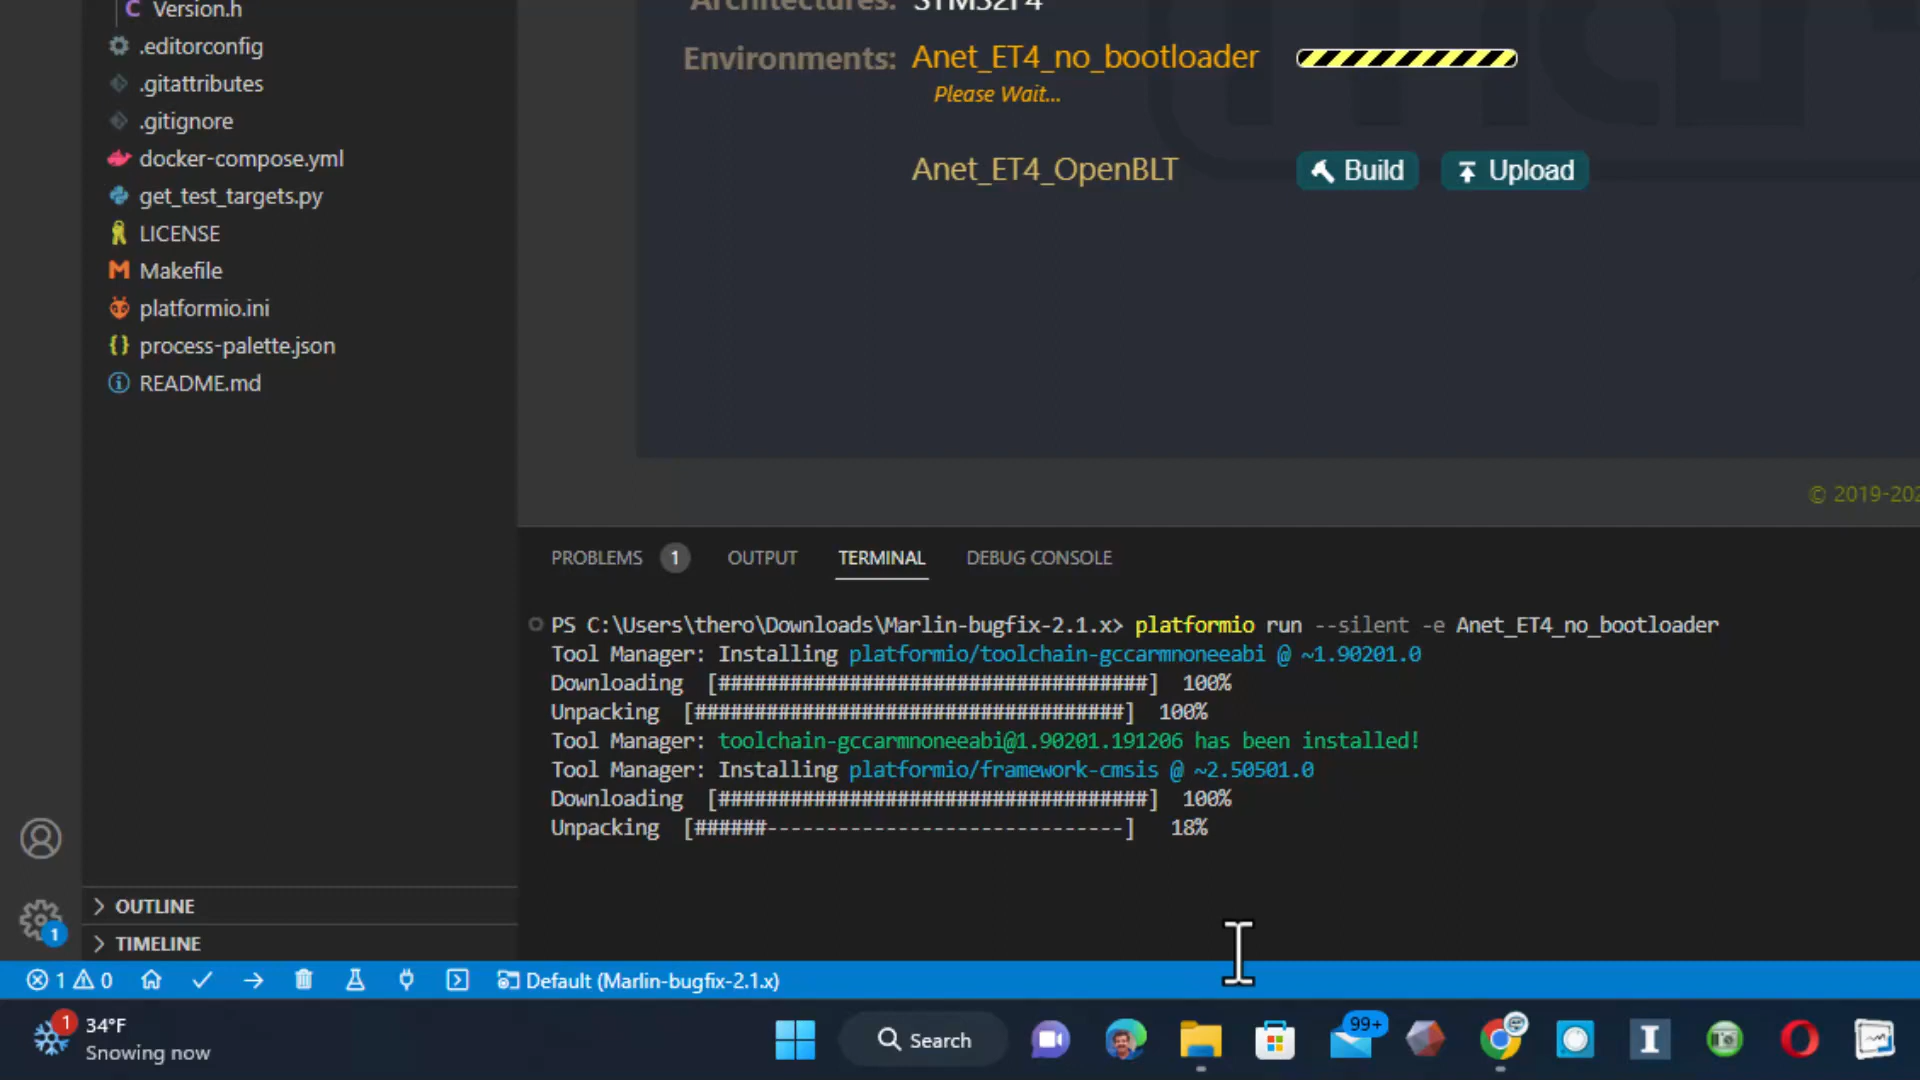 Version.h
.editorconfig
.gitattributes
.gitignore
docker-compose.yml
get_test_targets.py
LICENSE
Makefile
platformio.ini
process-palette.json
README.md
OUTLINE
TIMELINE
Architectures: STM32F4
Environments: Anet_ET4_no_bootloader
Please Wait...
Anet_ET4_OpenBLT Build Upload
© 2019-202
PROBLEMS 1 OUTPUT TERMINAL DEBUG CONSOLE
PS C:\Users\thero\Downloads\Marlin-bugfix-2.1.x> platformio run --silent -e Anet_ET4_no_bootloader
Tool Manager: Installing platformio/toolchain-gccarmnoneeabi @ ~1.90201.0
Downloading [####################################] 100%
Unpacking [####################################] 100%
Tool Manager: toolchain-gccarmnoneeabi@1.90201.191206 has been installed!
Tool Manager: Installing platformio/framework-cmsis @ ~2.50501.0
Downloading [####################################] 100%
Unpacking [######------------------------------] 18%
1
1 0 Default (Marlin-bugfix-2.1.x)
1 34°F
Snowing now
Search
99+